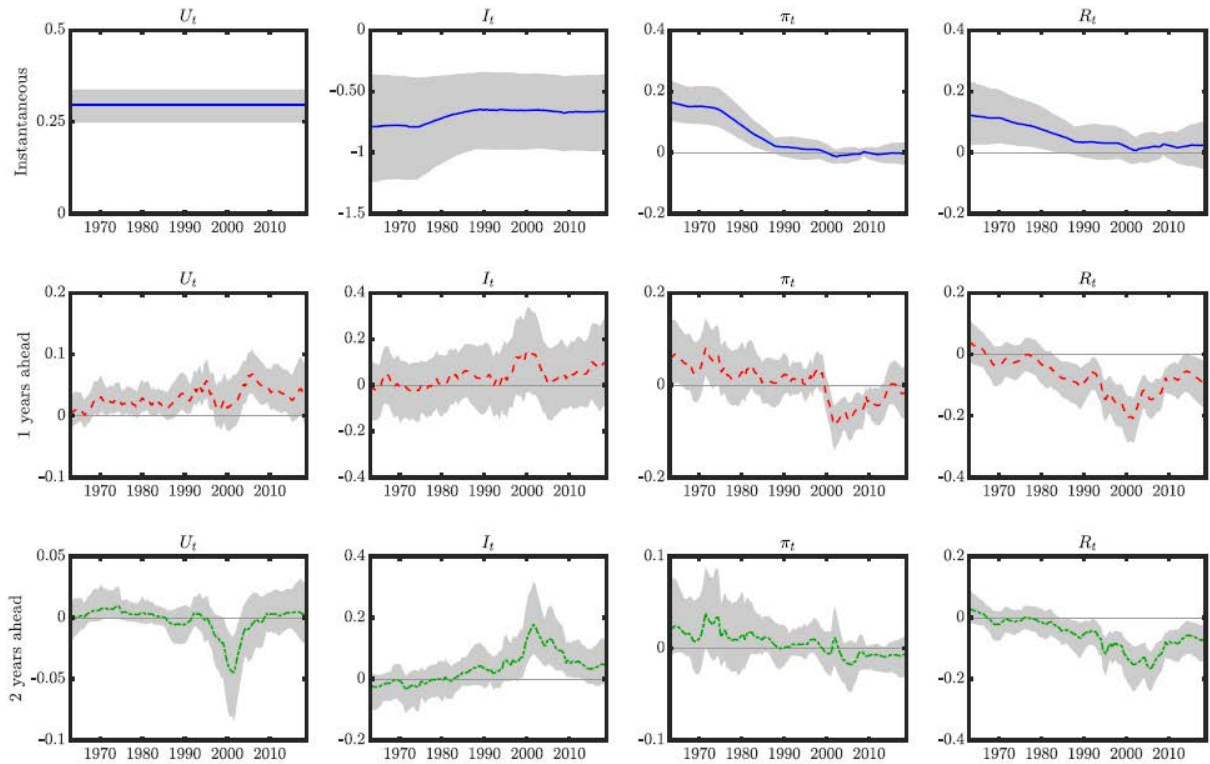 U_t I_t π_t R_t
Instantaneous
0.5 0.25 0
0 -0.50 -1 -1.5
0.4 0.2 0 -0.2
0.4 0.2 0 -0.2
1970 1980 1990 2000 2010 1970 1980 1990 2000 2010 1970 1980 1990 2000 2010 1970 1980 1990 2000 2010
U_t I_t π_t R_t
1 years ahead
0.2 0.1 0 -0.1
0.4 0.2 0 -0.2 0.4
0.2 0 -0.2
0.2 0 -0.2 -0.4
1970 1980 1990 2000 2010 1970 1980 1990 2000 2010 1970 1980 1990 2000 2010 1970 1980 1990 2000 2010
U_t I_t π_t R_t
2 years ahead
0.05 0 -0.05 -0.1
0.4 0.2 0 -0.2
0.1 0 -0.1
0.2 0 -0.2 -0.4
1970 1980 1990 2000 2010 1970 1980 1990 2000 2010 1970 1980 1990 2000 2010 1970 1980 1990 2000 2010